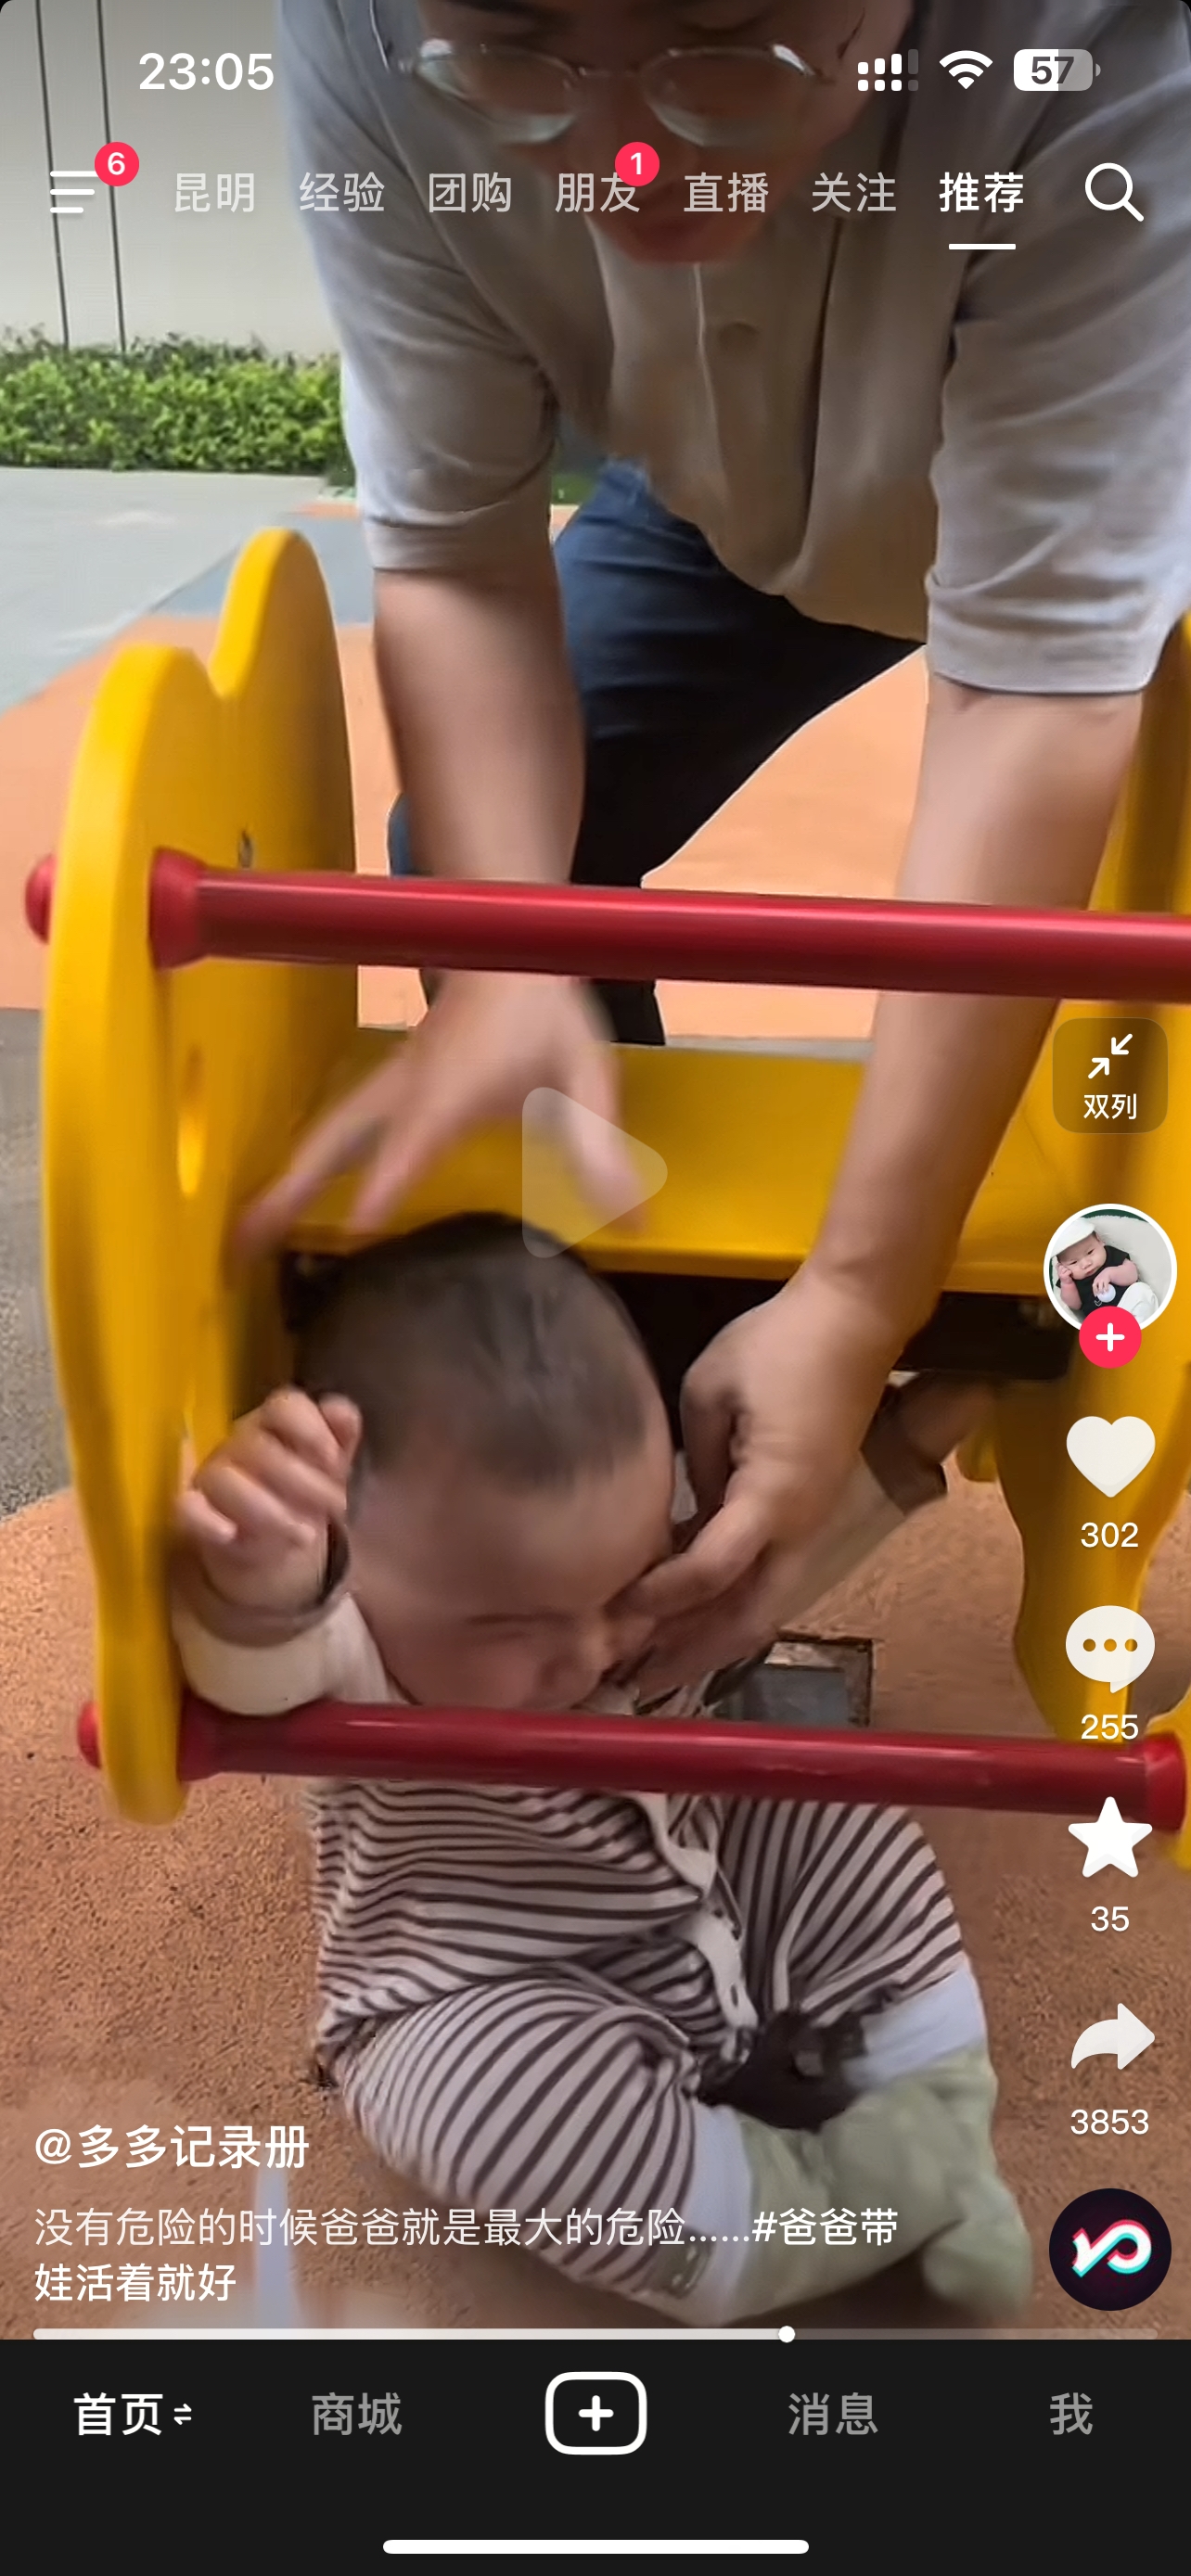 23:05
57
6
昆明 经验 团购 朋友 直播 关注 推荐
1
双列
302
255
35
3853
@多多记录册
没有危险的时候爸爸就是最大的危险......#爸爸带
娃活着就好
首页 商城 消息 我